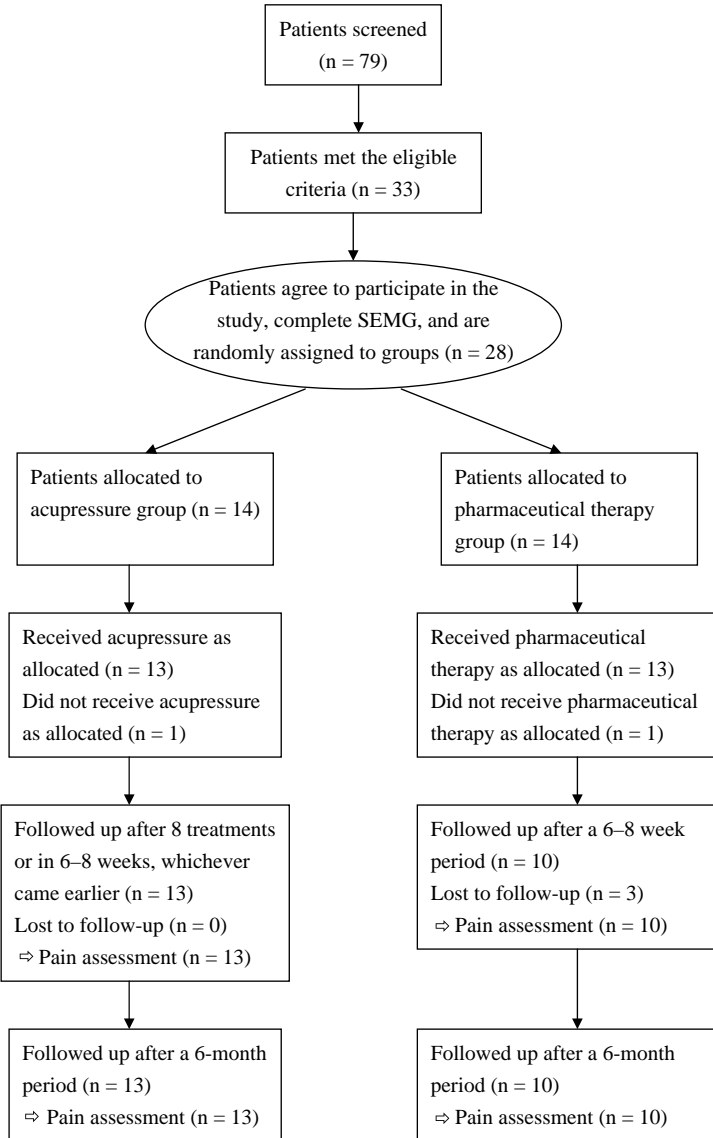 Patients screened
(n = 79)
Patients met the eligible
criteria (n = 33)
Patients agree to participate in the
study, complete SEMG, and are
randomly assigned to groups (n = 28)
Patients allocated to
acupressure group (n = 14)
Patients allocated to
pharmaceutical therapy
group (n = 14)
Received acupressure as
allocated (n = 13)
Did not receive acupressure
as allocated (n = 1)
Received pharmaceutical
therapy as allocated (n = 13)
Did not receive pharmaceutical
therapy as allocated (n = 1)
Followed up after 8 treatments
or in 6–8 weeks, whichever
came earlier (n = 13)
Lost to follow-up (n = 0)
⇨ Pain assessment (n = 13)
Followed up after a 6–8 week
period (n = 10)
Lost to follow-up (n = 3)
⇨ Pain assessment (n = 10)
Followed up after a 6-month
period (n = 13)
⇨ Pain assessment (n = 13)
Followed up after a 6-month
period (n = 10)
⇨ Pain assessment (n = 10)